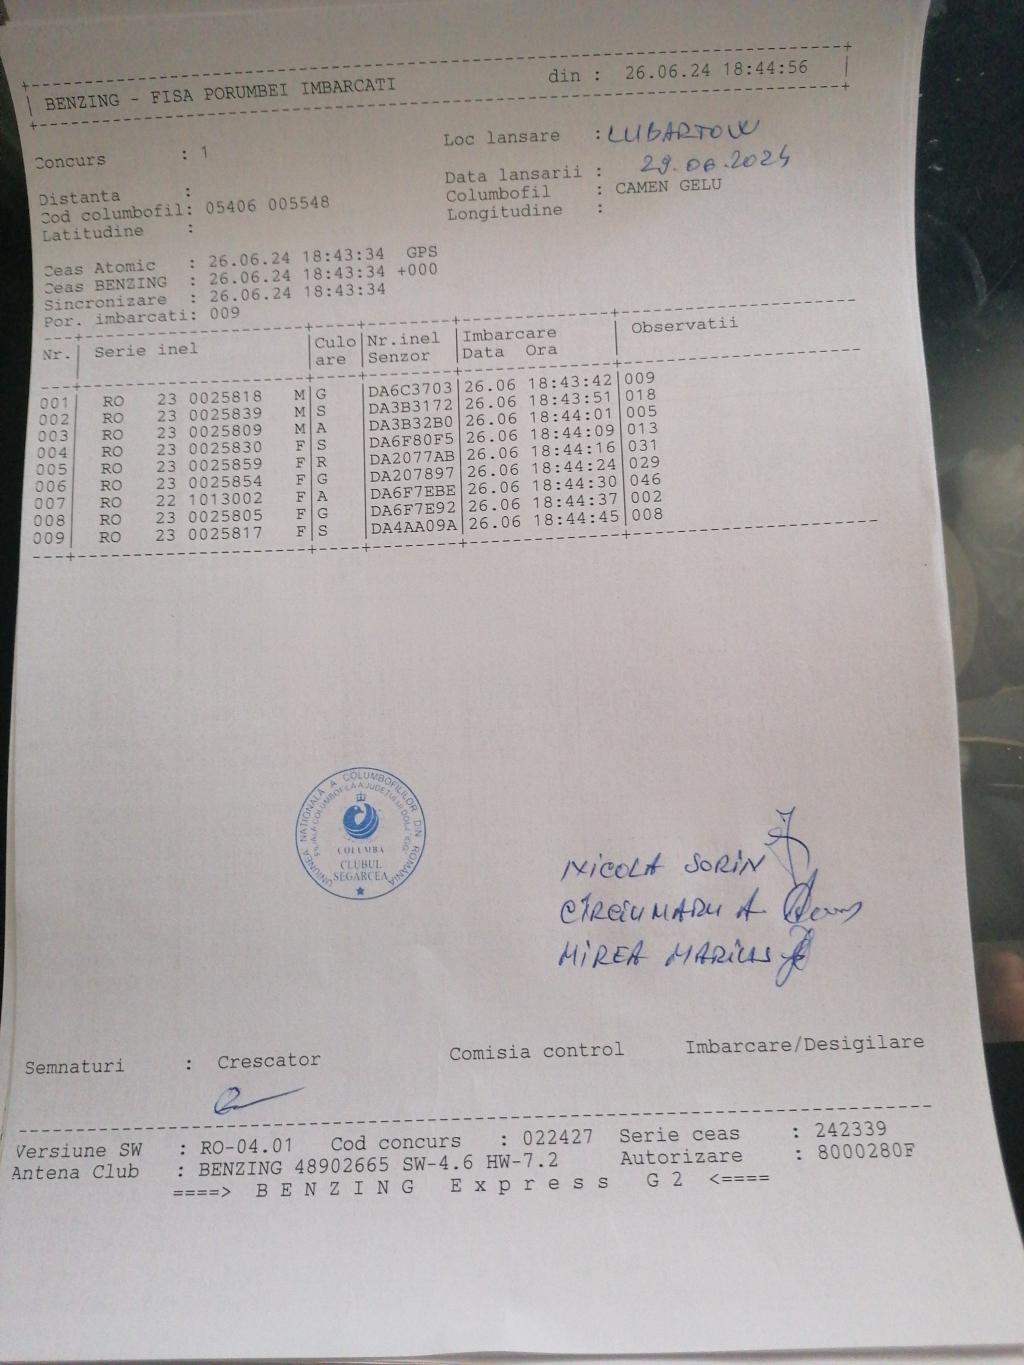 BENZING - FISA PORUMBEI IMBARCATI din : 26.06.24 18:44:56
Concurs : 1 Loc lansare : LUBARTOW
Data lansarii : 29.06.2024
Distanta : Columbofil : CAMEN GELU
Cod columbofil: 05406 005548 Longitudine :
Latitudine :
Ceas Atomic : 26.06.24 18:43:34 GPS
Ceas BENZING : 26.06.24 18:43:34 +000
Sincronizare : 26.06.24 18:43:34
Por. imbarcati: 009
Nr. Serie inel Culo Nr.inel Imbarcare Observatii
are Senzor Data Ora
001 RO 23 0025818 M G DA6C3703 26.06 18:43:42 009
002 RO 23 0025839 M S DA3B3172 26.06 18:43:51 018
003 RO 23 0025809 M A DA3B32B0 26.06 18:44:01 005
004 RO 23 0025830 F S DA6F80F5 26.06 18:44:09 013
005 RO 23 0025859 F R DA2077AB 26.06 18:44:16 031
006 RO 23 0025854 F G DA207897 26.06 18:44:24 029
007 RO 22 1013002 F A DA6F7EBE 26.06 18:44:30 046
008 RO 23 0025805 F G DA6F7E92 26.06 18:44:37 002
009 RO 23 0025817 F S DA4AA09A 26.06 18:44:45 008
UNIUNEA NAȚIONALĂ A COLUMBOFILILOR DIN ROMANIA
FILIALA COLUMBOFILA A JUDEȚULUI DOLJ
COLUMBA
CLUBUL
SEGARCEA
NICOLA SORIN
CÎRCIUMARU A.
MIREA MARIUS
Semnaturi : Crescator Comisia control Imbarcare/Desigilare
Versiune SW : RO-04.01 Cod concurs : 022427 Serie ceas : 242339
Antena Club : BENZING 48902665 SW-4.6 HW-7.2 Autorizare : 8000280F
====> B E N Z I N G E x p r e s s G 2 <====